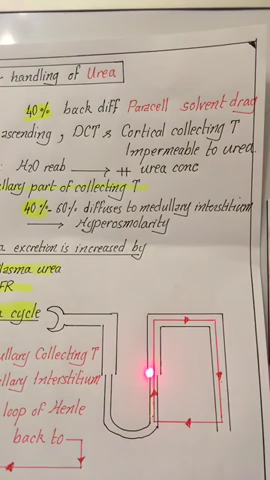 handling of Urea
40% back diff Paracell solvent drag
ascending, DCT & Cortical collecting T
Impermeable to urea
H2O reab → ++ urea conc
llary part of collecting T
40%-60% diffuses to medullary interstitium
→ Hyperosmolarity
a excretion is increased by
lasma urea
FR
cycle
ullary Collecting T
llary Interstitium
loop of Henle
back to